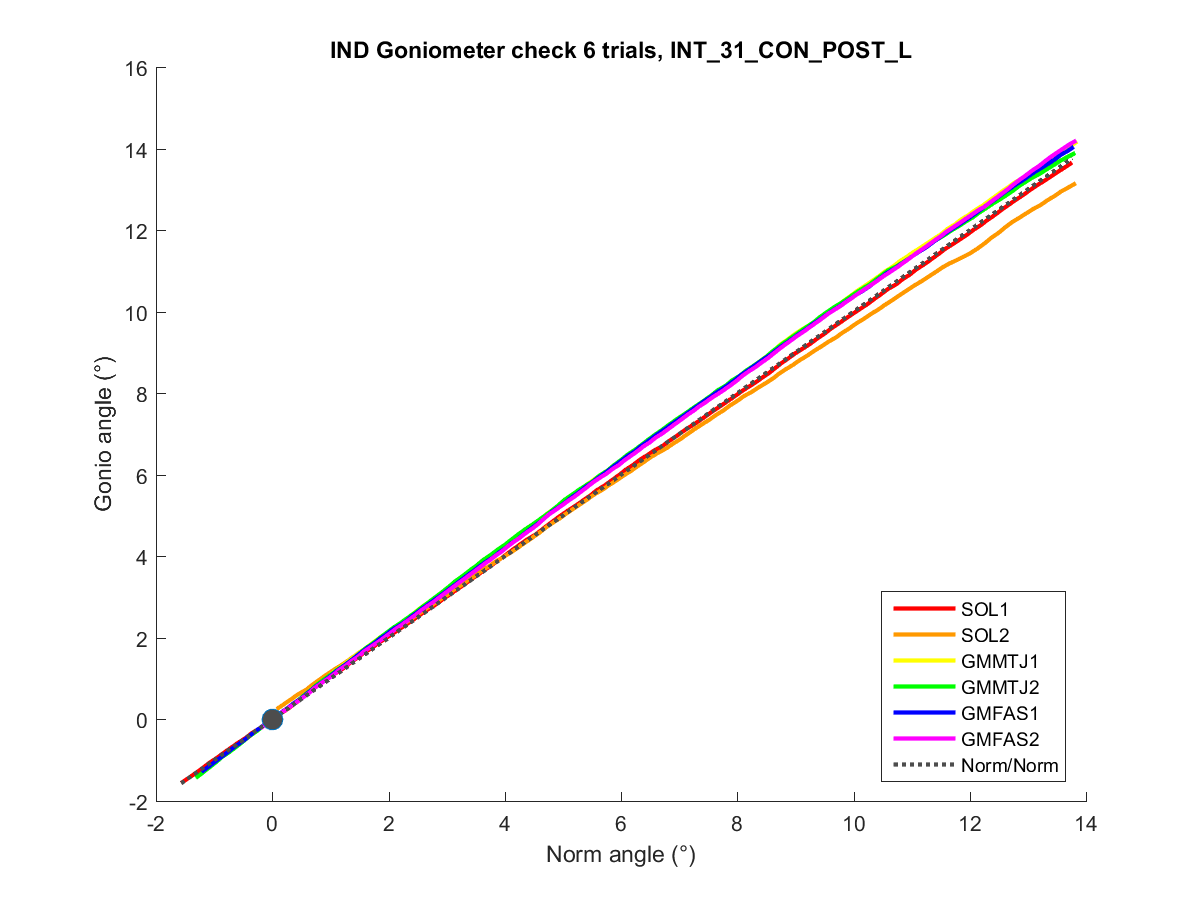 IND Goniometer check 6 trials, INT_31_CON_POST_L
16
14
12
10
8
6
4
2
0
-2
Gonio angle (°)
SOL1
SOL2
GMMTJ1
GMMTJ2
GMFAS1
GMFAS2
Norm/Norm
-2 0 2 4 6 8 10 12 14
Norm angle (°)